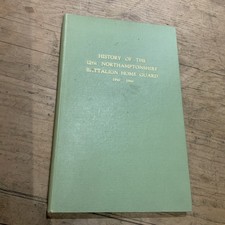 HISTORY OF THE
12TH NORTHAMPTONSHIRE
BATTALION HOME GUARD